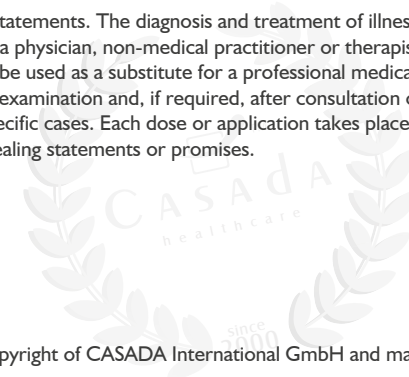 tatements. The diagnosis and treatment of illnes
a physician, non-medical practitioner or therapis
be used as a substitute for a professional medica
examination and, if required, after consultation
ecific cases. Each dose or application takes place
ealing statements or promises.
CASADA
healthcare
since
2000
pyright of CASADA International GmbH and ma